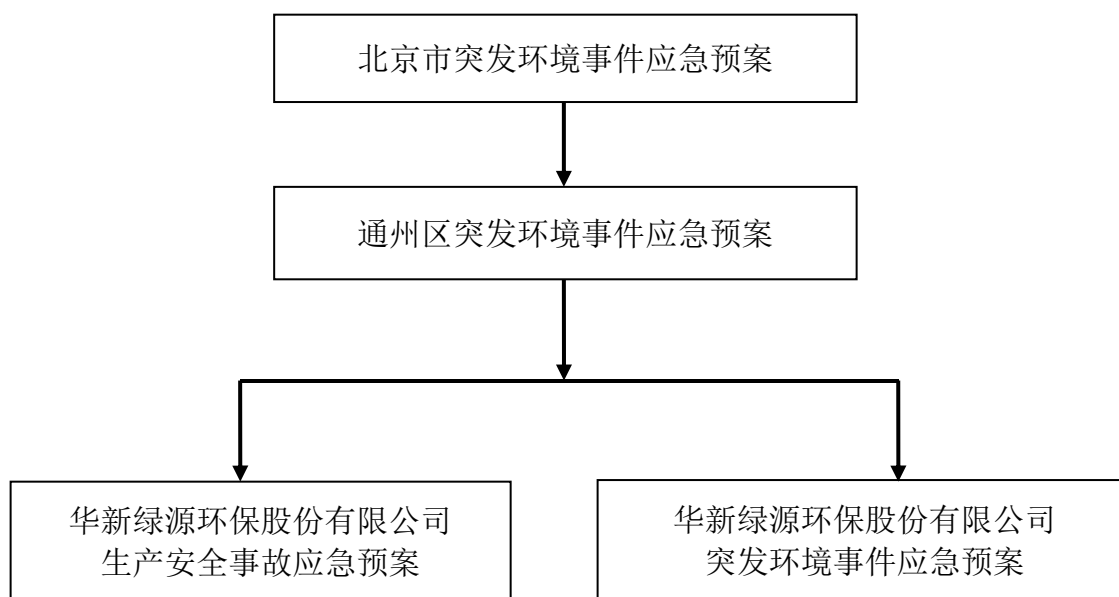 北京市突发环境事件应急预案
通州区突发环境事件应急预案
华新绿源环保股份有限公司
生产安全事故应急预案
华新绿源环保股份有限公司
突发环境事件应急预案